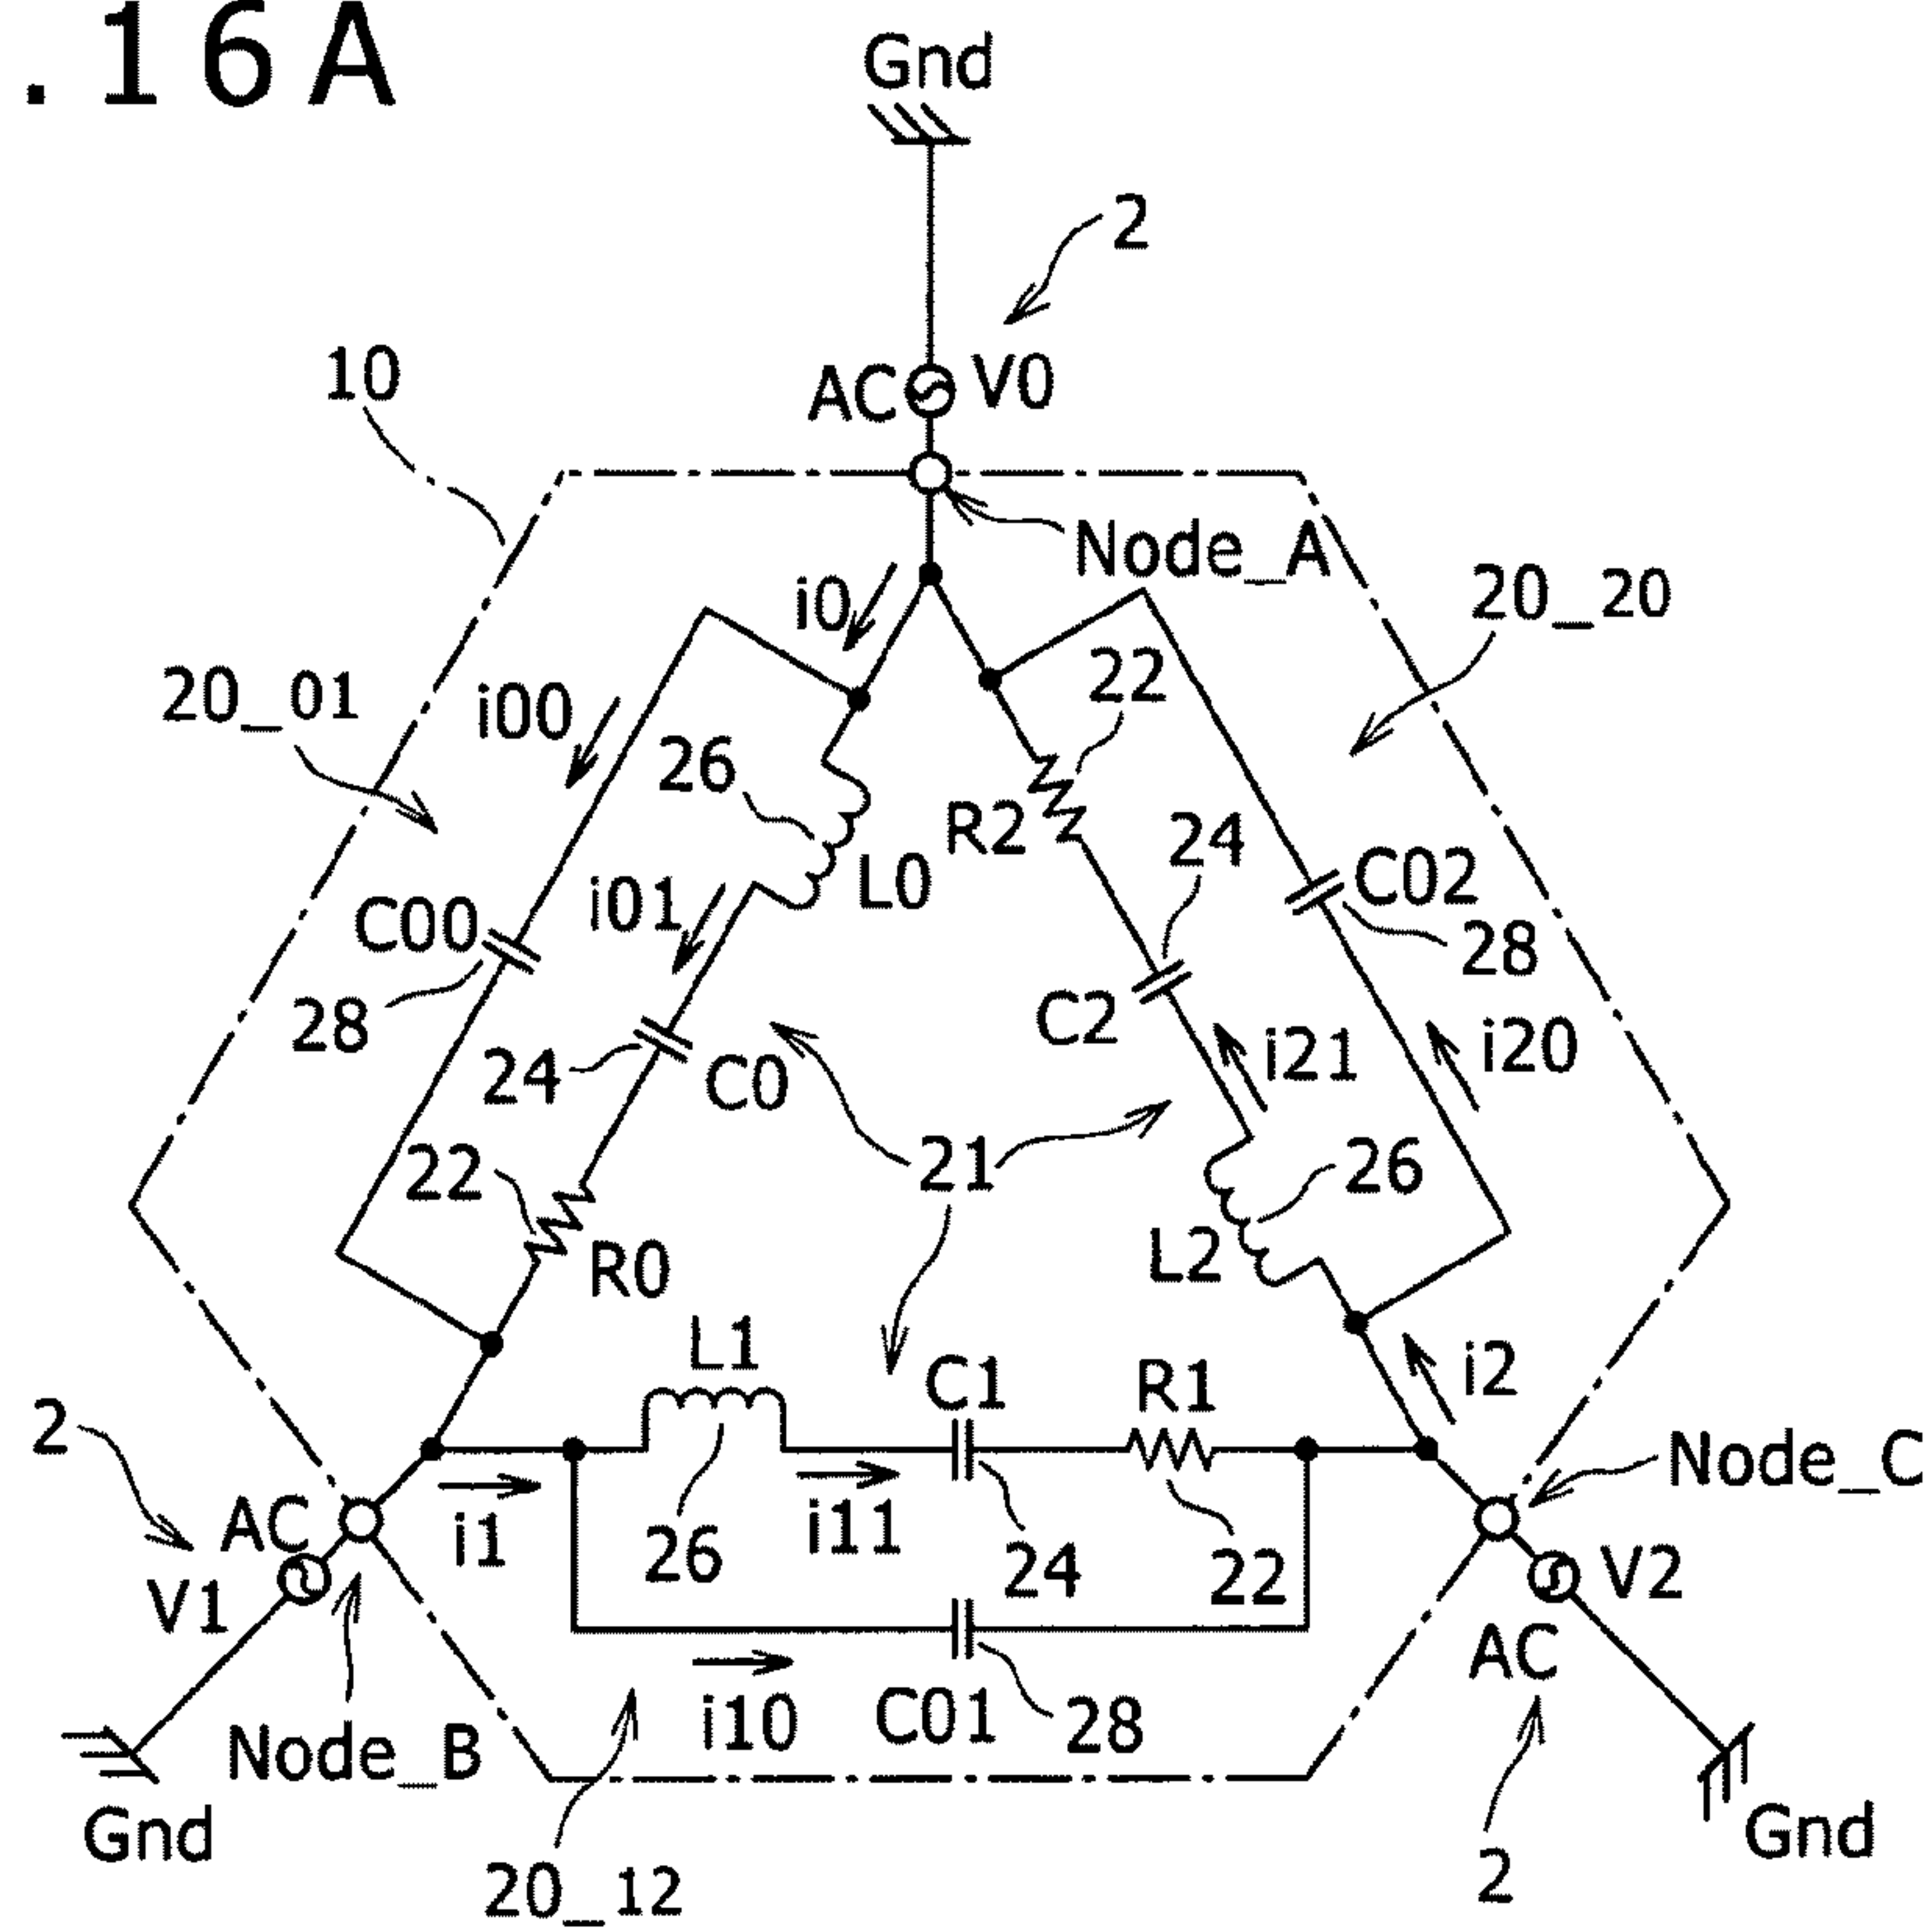 .16A
Gnd
2
10
AC
V0
Node_A
i0
20_20
20_01
i00
22
26
R2
24
L0
C02
i01
C00
28
28
C2
24
C0
i21
i20
22
21
26
R0
L2
L1
C1
R1
i2
2
Node_C
AC
i1
26
i11
24
22
V2
V1
AC
i10
C01
28
Node_B
Gnd
Gnd
20_12
2